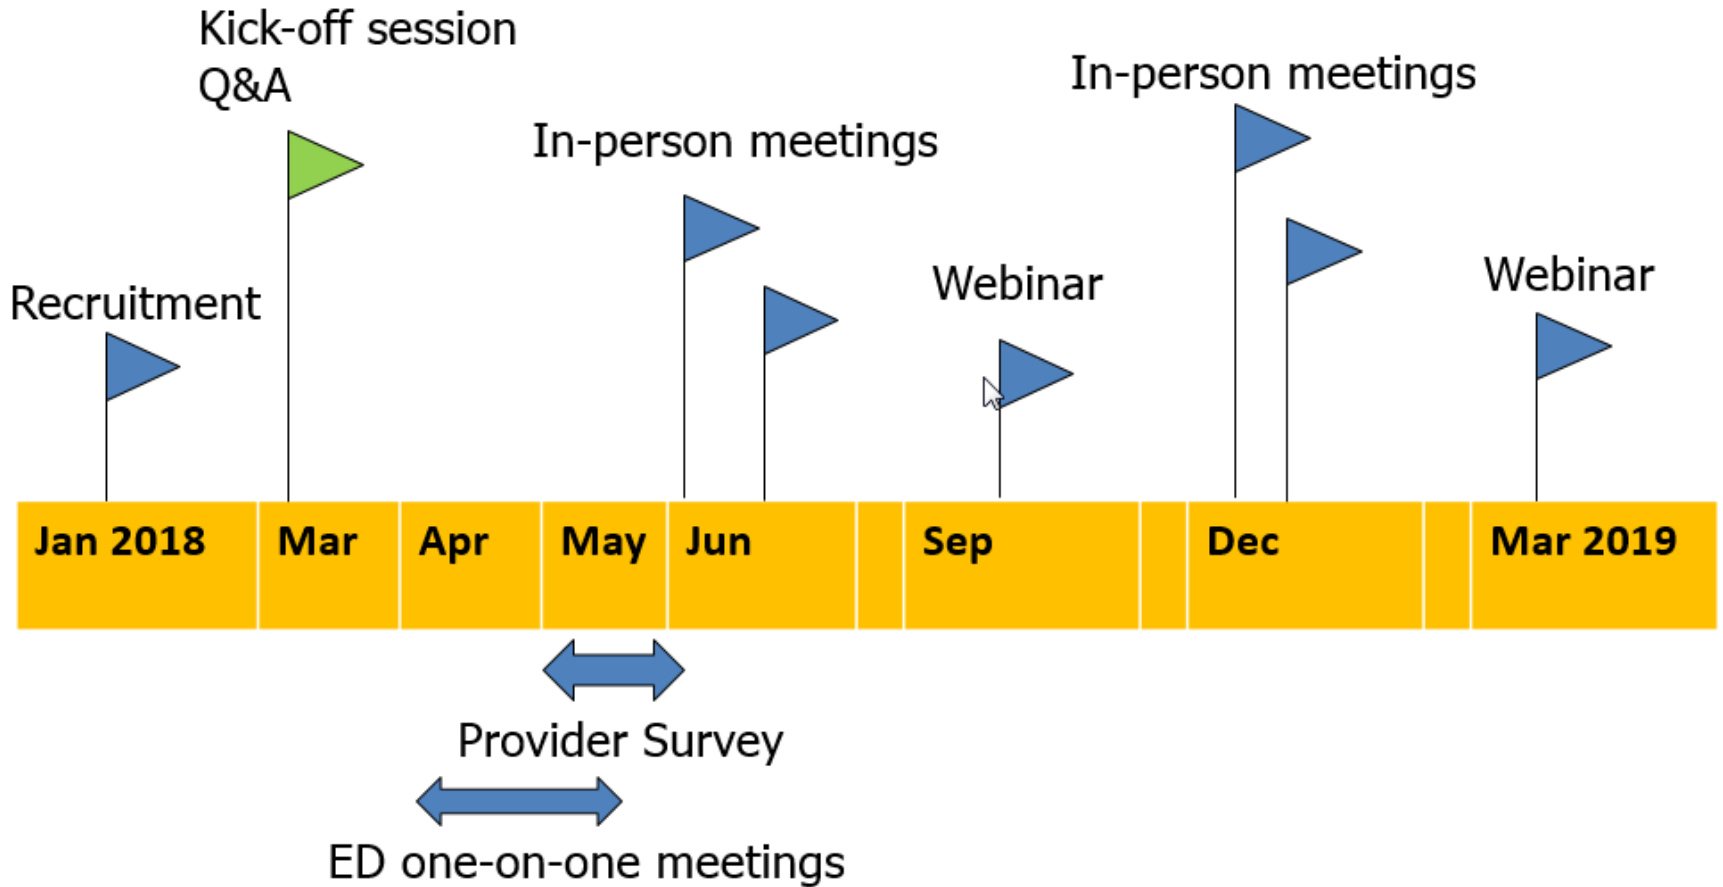 Kick-off session
Q&A
In-person meetings
In-person meetings
Recruitment
Webinar
Webinar
Jan 2018
Mar
Apr
May
Jun
Sep
Dec
Mar 2019
Provider Survey
ED one-on-one meetings